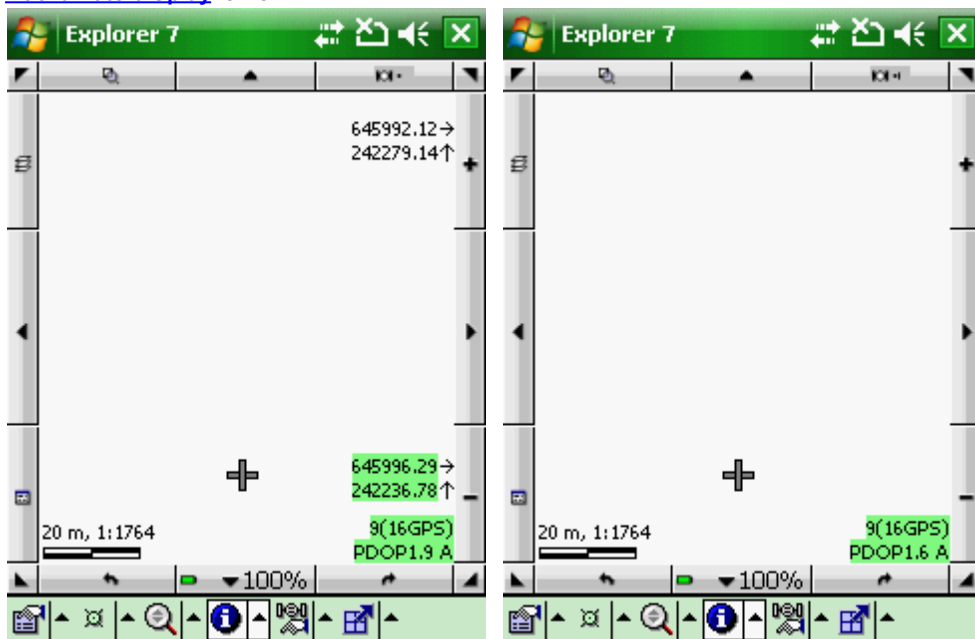 Explorer 7
645992.12→
242279.14↑
645996.29→
242236.78↑
20 m, 1:1764
9(16GPS)
PDOP1.9 A
100%
Explorer 7
20 m, 1:1764
9(16GPS)
PDOP1.6 A
100%